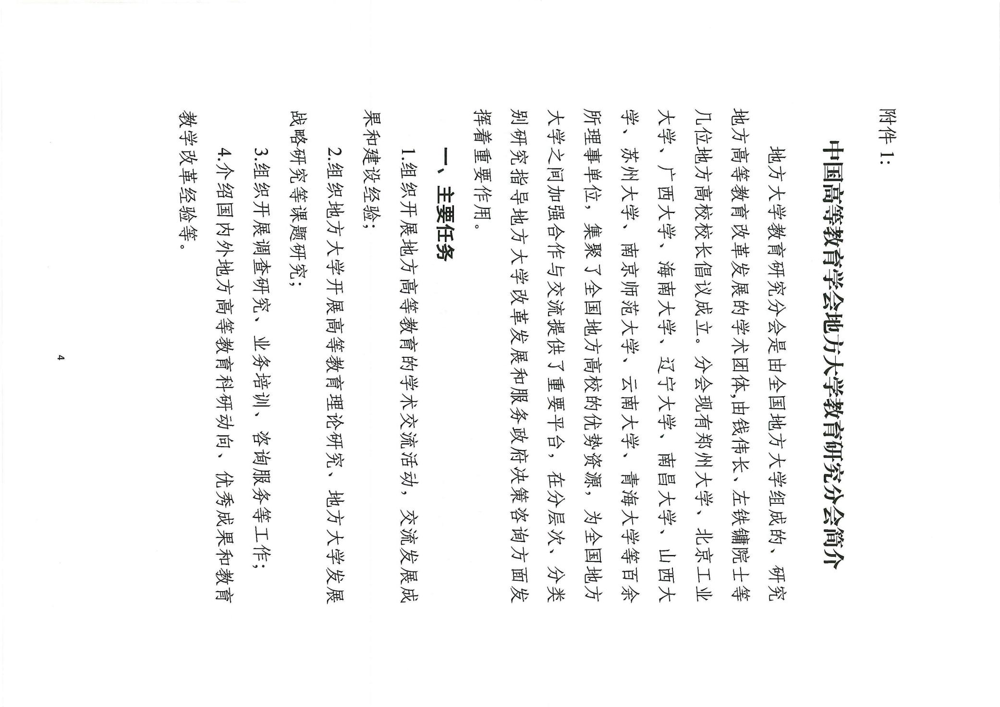 附件 1:
中国高等教育学会地方大学教育研究分会简介
地方大学教育研究分会是由全国地方大学组成的、研究
地方高等教育改革发展的学术团体,由钱伟长、左铁镛院士等
几位地方高校校长倡议成立。分会现有郑州大学、北京工业
大学、广西大学、海南大学、辽宁大学、南昌大学、山西大
学、苏州大学、南京师范大学、云南大学、青海大学等百余
所理事单位，集聚了全国地方高校的优势资源，为全国地方
大学之间加强合作与交流提供了重要平台，在分层次、分类
别研究指导地方大学改革发展和服务政府决策咨询方面发
挥着重要作用。
一、主要任务
1.组织开展地方高等教育的学术交流活动，交流发展成
果和建设经验；
2.组织地方大学开展高等教育理论研究、地方大学发展
战略研究等课题研究；
3.组织开展调查研究、业务培训、咨询服务等工作；
4.介绍国内外地方高等教育科研动向、优秀成果和教育
教学改革经验等。
4